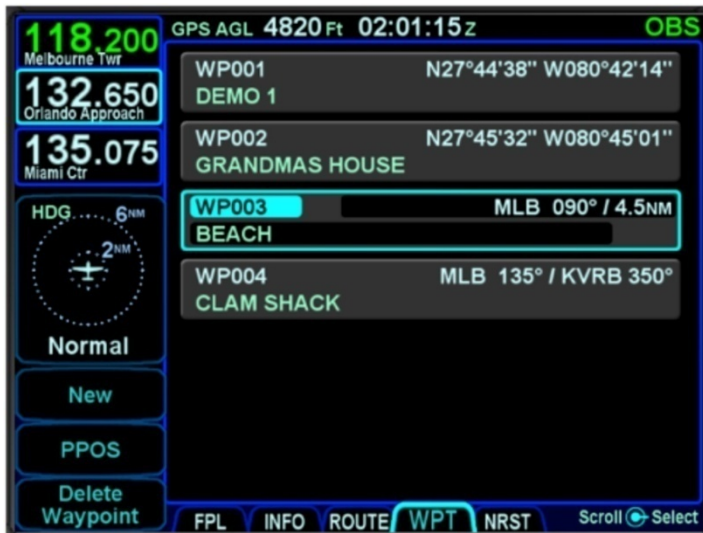 GPS AGL 4820 Ft 02:01:15 Z OBS
118.200
Melbourne Twr
132.650
Orlando Approach
135.075
Miami Ctr
HDG 6NM
2NM
Normal
New
PPOS
Delete
Waypoint
WP001 N27°44'38" W080°42'14"
DEMO 1
WP002 N27°45'32" W080°45'01"
GRANDMAS HOUSE
WP003 MLB 090° / 4.5NM
BEACH
WP004 MLB 135° / KVRB 350°
CLAM SHACK
FPL INFO ROUTE WPT NRST Scroll Select